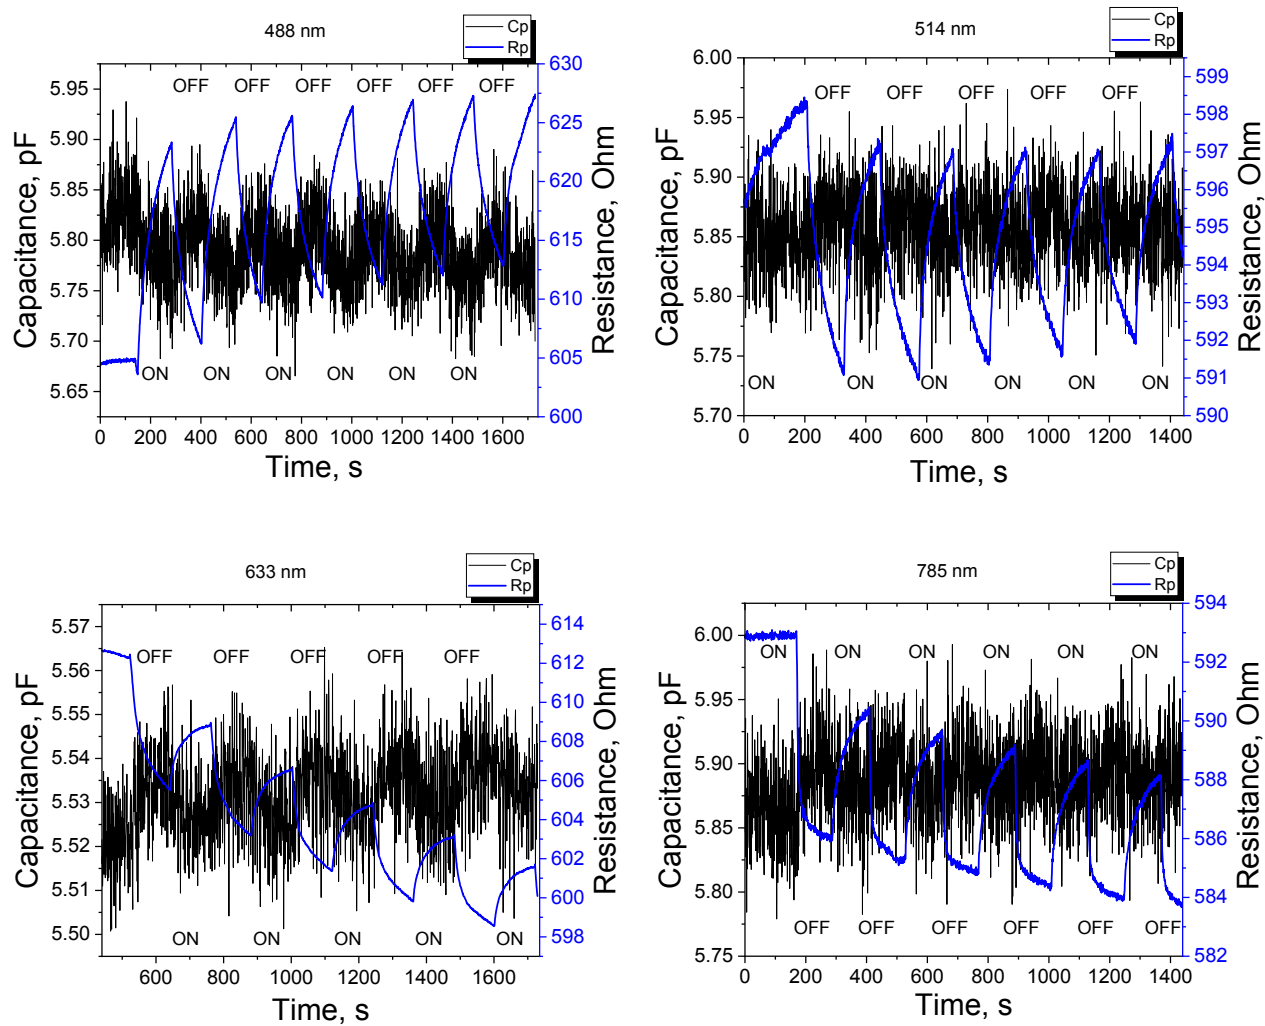 488 nm
Cp
Rp
OFF OFF OFF OFF OFF OFF
ON ON ON ON ON ON
5.95
5.90
5.85
5.80
5.75
5.70
5.65
Capacitance, pF
630
625
620
615
610
605
600
Resistance, Ohm
0 200 400 600 800 1000 1200 1400 1600
Time, s
514 nm
Cp
Rp
OFF OFF OFF OFF OFF
ON ON ON ON ON ON
6.00
5.95
5.90
5.85
5.80
5.75
5.70
Capacitance, pF
599
598
597
596
595
594
593
592
591
590
Resistance, Ohm
0 200 400 600 800 1000 1200 1400
Time, s
633 nm
Cp
Rp
OFF OFF OFF OFF OFF
ON ON ON ON ON
5.57
5.56
5.55
5.54
5.53
5.52
5.51
5.50
Capacitance, pF
614
612
610
608
606
604
602
600
598
Resistance, Ohm
600 800 1000 1200 1400 1600
Time, s
785 nm
Cp
Rp
ON ON ON ON ON ON
OFF OFF OFF OFF OFF OFF
6.00
5.95
5.90
5.85
5.80
5.75
Capacitance, pF
594
592
590
588
586
584
582
Resistance, Ohm
0 200 400 600 800 1000 1200 1400
Time, s